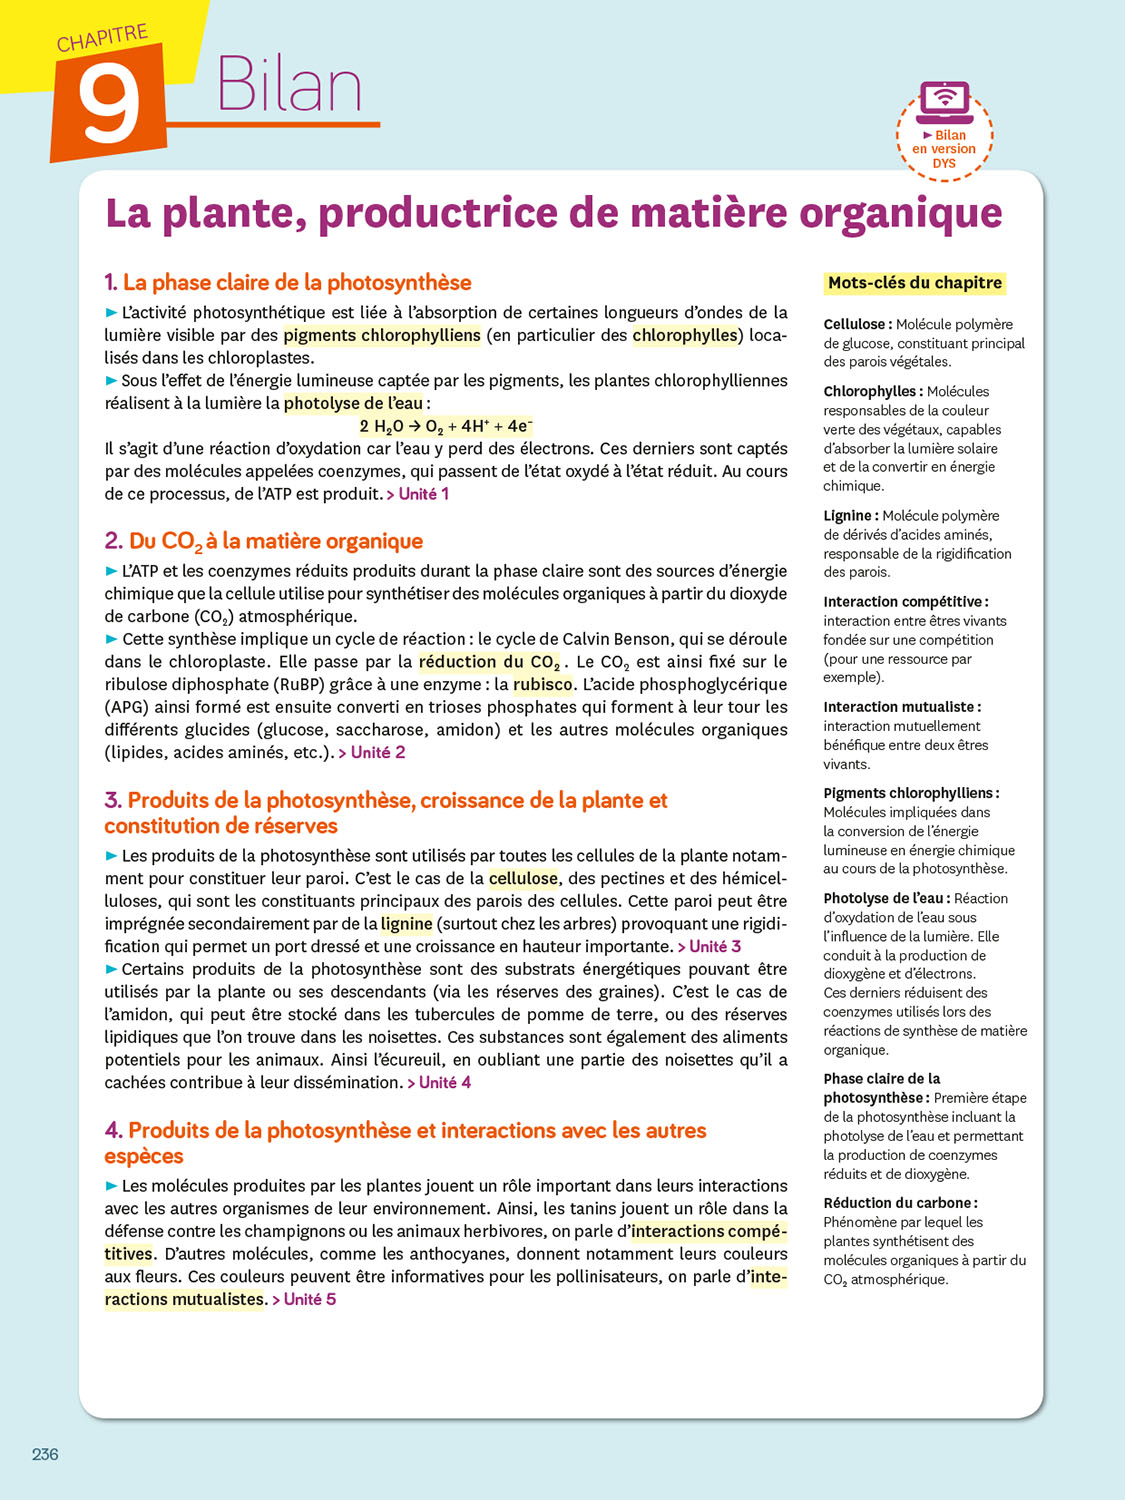 CHAPITRE
9
Bilan
► Bilan
en version
DYS
La plante, productrice de matière organique
1. La phase claire de la photosynthèse
► L’activité photosynthétique est liée à l’absorption de certaines longueurs d’ondes de la
lumière visible par des pigments chlorophylliens (en particulier des chlorophylles) loca-
lisés dans les chloroplastes.
► Sous l’effet de l’énergie lumineuse captée par les pigments, les plantes chlorophylliennes
réalisent à la lumière la photolyse de l’eau :
2 H₂O → O₂ + 4H⁺ + 4e⁻
Il s’agit d’une réaction d’oxydation car l’eau y perd des électrons. Ces derniers sont captés
par des molécules appelées coenzymes, qui passent de l’état oxydé à l’état réduit. Au cours
de ce processus, de l’ATP est produit. > Unité 1
2. Du CO₂ à la matière organique
► L’ATP et les coenzymes réduits produits durant la phase claire sont des sources d’énergie
chimique que la cellule utilise pour synthétiser des molécules organiques à partir du dioxyde
de carbone (CO₂) atmosphérique.
► Cette synthèse implique un cycle de réaction : le cycle de Calvin Benson, qui se déroule
dans le chloroplaste. Elle passe par la réduction du CO₂ . Le CO₂ est ainsi fixé sur le
ribulose diphosphate (RuBP) grâce à une enzyme : la rubisco. L’acide phosphoglycérique
(APG) ainsi formé est ensuite converti en trioses phosphates qui forment à leur tour les
différents glucides (glucose, saccharose, amidon) et les autres molécules organiques
(lipides, acides aminés, etc.). > Unité 2
3. Produits de la photosynthèse, croissance de la plante et
constitution de réserves
► Les produits de la photosynthèse sont utilisés par toutes les cellules de la plante notam-
ment pour constituer leur paroi. C’est le cas de la cellulose, des pectines et des hémicel-
luloses, qui sont les constituants principaux des parois des cellules. Cette paroi peut être
imprégnée secondairement par de la lignine (surtout chez les arbres) provoquant une rigidi-
fication qui permet un port dressé et une croissance en hauteur importante. > Unité 3
► Certains produits de la photosynthèse sont des substrats énergétiques pouvant être
utilisés par la plante ou ses descendants (via les réserves des graines). C’est le cas de
l’amidon, qui peut être stocké dans les tubercules de pomme de terre, ou des réserves
lipidiques que l’on trouve dans les noisettes. Ces substances sont également des aliments
potentiels pour les animaux. Ainsi l’écureuil, en oubliant une partie des noisettes qu’il a
cachées contribue à leur dissémination. > Unité 4
4. Produits de la photosynthèse et interactions avec les autres
espèces
► Les molécules produites par les plantes jouent un rôle important dans leurs interactions
avec les autres organismes de leur environnement. Ainsi, les tanins jouent un rôle dans la
défense contre les champignons ou les animaux herbivores, on parle d’interactions compé-
titives. D’autres molécules, comme les anthocyanes, donnent notamment leurs couleurs
aux fleurs. Ces couleurs peuvent être informatives pour les pollinisateurs, on parle d’inte-
ractions mutualistes. > Unité 5
Mots-clés du chapitre
Cellulose : Molécule polymère
de glucose, constituant principal
des parois végétales.
Chlorophylles : Molécules
responsables de la couleur
verte des végétaux, capables
d’absorber la lumière solaire
et de la convertir en énergie
chimique.
Lignine : Molécule polymère
de dérivés d’acides aminés,
responsable de la rigidification
des parois.
Interaction compétitive :
interaction entre êtres vivants
fondée sur une compétition
(pour une ressource par
exemple).
Interaction mutualiste :
interaction mutuellement
bénéfique entre deux êtres
vivants.
Pigments chlorophylliens :
Molécules impliquées dans
la conversion de l’énergie
lumineuse en énergie chimique
au cours de la photosynthèse.
Photolyse de l’eau : Réaction
d’oxydation de l’eau sous
l’influence de la lumière. Elle
conduit à la production de
dioxygène et d’électrons.
Ces derniers réduisent des
coenzymes utilisés lors des
réactions de synthèse de matière
organique.
Phase claire de la
photosynthèse : Première étape
de la photosynthèse incluant la
photolyse de l’eau et permettant
la production de coenzymes
réduits et de dioxygène.
Réduction du carbone :
Phénomène par lequel les
plantes synthétisent des
molécules organiques à partir du
CO₂ atmosphérique.
236